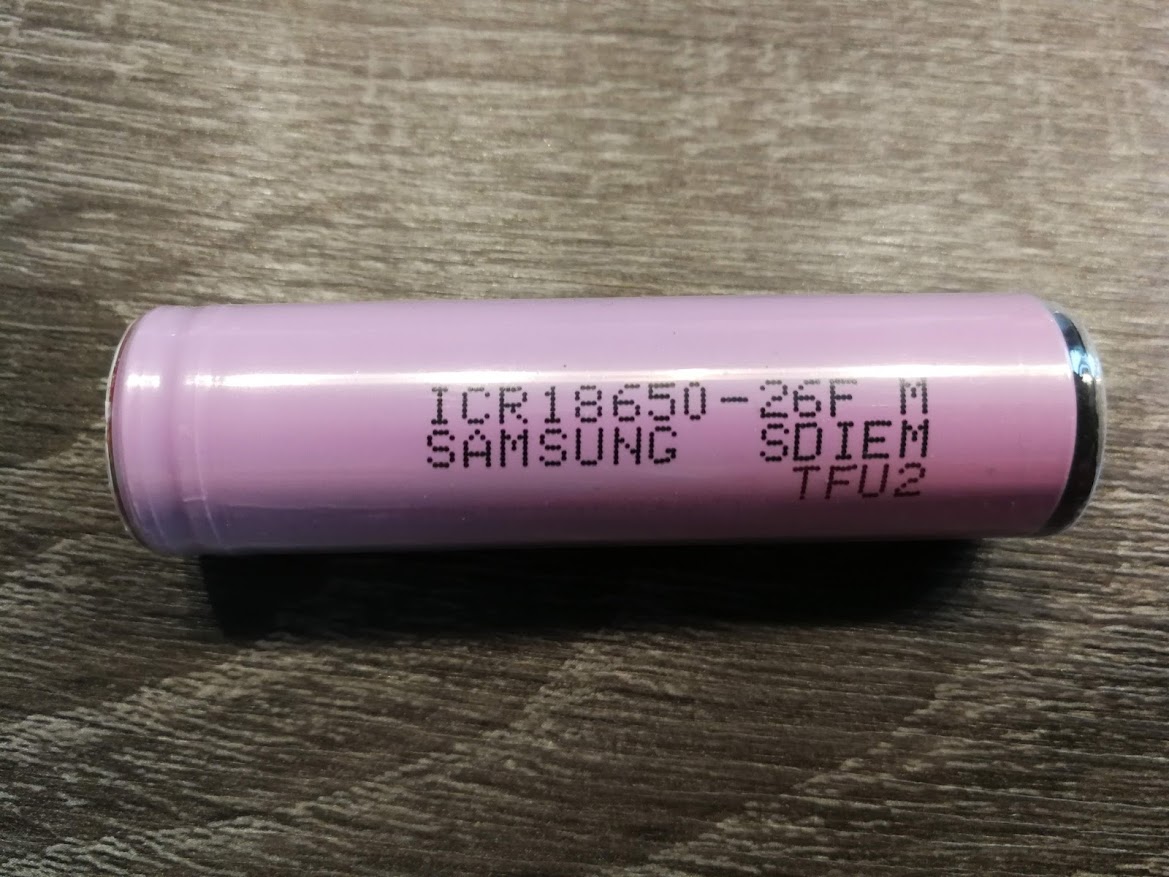 ICR18650-26F M
SAMSUNG SDIEM
TFU2